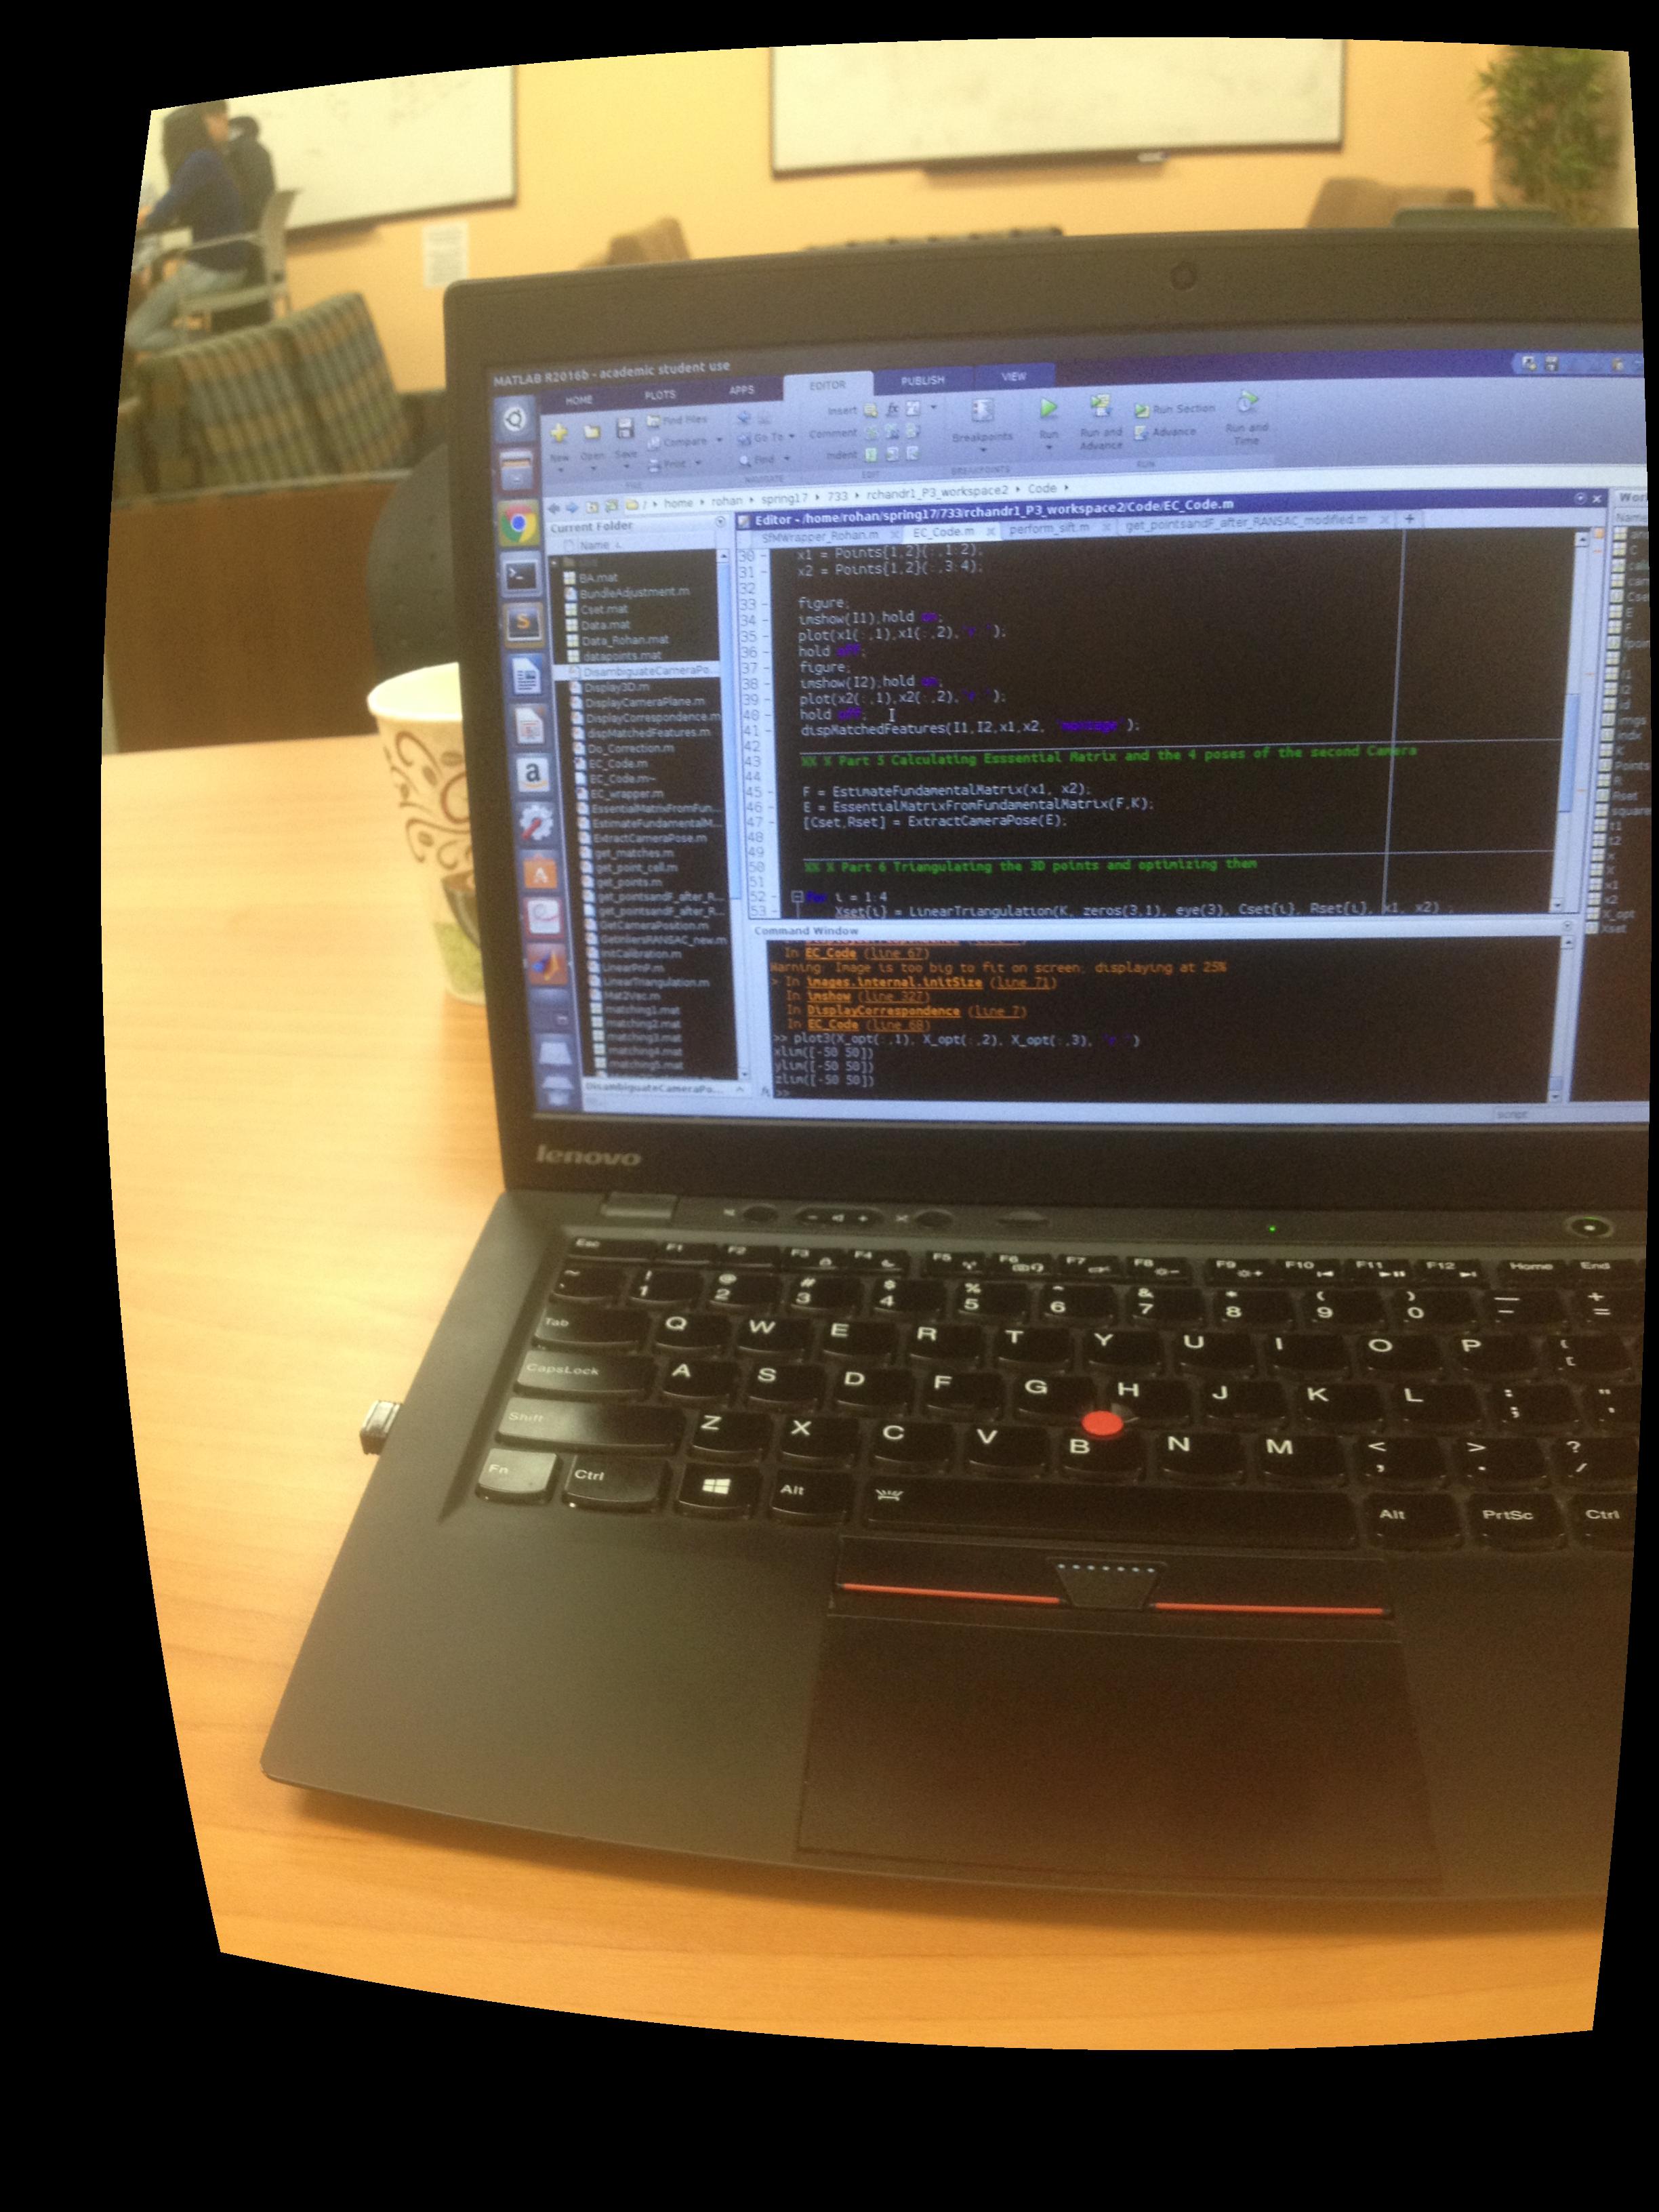 MATLAB R2016b - academic student use
HOME PLOTS APPS EDITOR PUBLISH VIEW
New Open Save Find Files Compare Print
Go To Find
Insert fx
Comment
Indent
Breakpoints
Run
Run and Advance
Run Section
Advance
Run and Time
FILE NAVIGATE EDIT BREAKPOINTS RUN
/ home rohan spring17 733 rchandr1_P3_workspace2 Code
Current Folder
Name
BA.mat
BundleAdjustment.m
Cset.mat
Data.mat
Data_Rohan.mat
datapoints.mat
DisambiguateCameraPo...
Display3D.m
DisplayCameraPlane.m
DisplayCorrespondence.m
dispMatchedFeatures.m
Do_Correction.m
EC_Code.m
EC_Code.m~
EC_wrapper.m
EssentialMatrixFromFun...
EstimateFundamentalM...
ExtractCameraPose.m
get_matches.m
get_point_cell.m
get_points.m
get_pointsandF_after_R...
get_pointsandF_after_R...
GetCameraPosition.m
GetInliersRANSAC_new.m
InitCalibration.m
LinearPnP.m
LinearTriangulation.m
Mat2Vec.m
matching1.mat
matching2.mat
matching3.mat
matching4.mat
matching5.mat
DisambiguateCameraPo...
Editor - /home/rohan/spring17/733/rchandr1_P3_workspace2/Code/EC_Code.m
SfMWrapper_Rohan.m EC_Code.m perform_sift.m get_pointsandF_after_RANSAC_modified.m +
30 - x1 = Points{1,2}(:,1:2);
31 - x2 = Points{1,2}(:,3:4);
32
33 - figure;
34 - imshow(I1),hold on;
35 - plot(x1(:,1),x1(:,2),
36 - hold off;
37 - figure;
38 - imshow(I2),hold on;
39 - plot(x2(:,1),x2(:,2),
40 - hold off;
41 - dispMatchedFeatures(I1,I2,x1,x2, 'montage');
42
43 %% % Part 5 Calculating Esssential Matrix and the 4 poses of the second Camera
44
45 - F = EstimateFundamentalMatrix(x1, x2);
46 - E = EssentialMatrixFromFundamentalMatrix(F,K);
47 - [Cset,Rset] = ExtractCameraPose(E);
48
49
50 %% % Part 6 Triangulating the 3D points and optimizing them
51
52 - for i = 1:4
53 - Xset{i} = LinearTriangulation(K, zeros(3,1), eye(3), Cset{i}, Rset{i}, x1, x2)
Command Window
In EC_Code (line 67)
Warning: Image is too big to fit on screen; displaying at 25%
> In images.internal.initSize (line 71)
In imshow (line 327)
In DisplayCorrespondence (line 7)
In EC_Code (line 68)
>> plot3(X_opt(:,1), X_opt(:,2), X_opt(:,3),
xlim([-50 50])
ylim([-50 50])
zlim([-50 50])
>>
script
C
Cse
E
F
f1
f2
id
imgs
indx
K
Points
R
Rset
square
t1
t2
x
X
x1
x2
X_opt
Xset
lenovo
Esc F1 F2 F3 F4 F5 F6 F7 F8 F9 F10 F11 F12 Home End
~ ! @ # $ % ^ & * ( ) — +
1 2 3 4 5 6 7 8 9 0 - =
Tab Q W E R T Y U I O P { [
CapsLock A S D F G H J K L : ; " '
Shift Z X C V B N M < , > . ? /
Fn Ctrl Alt Alt PrtSc Ctrl